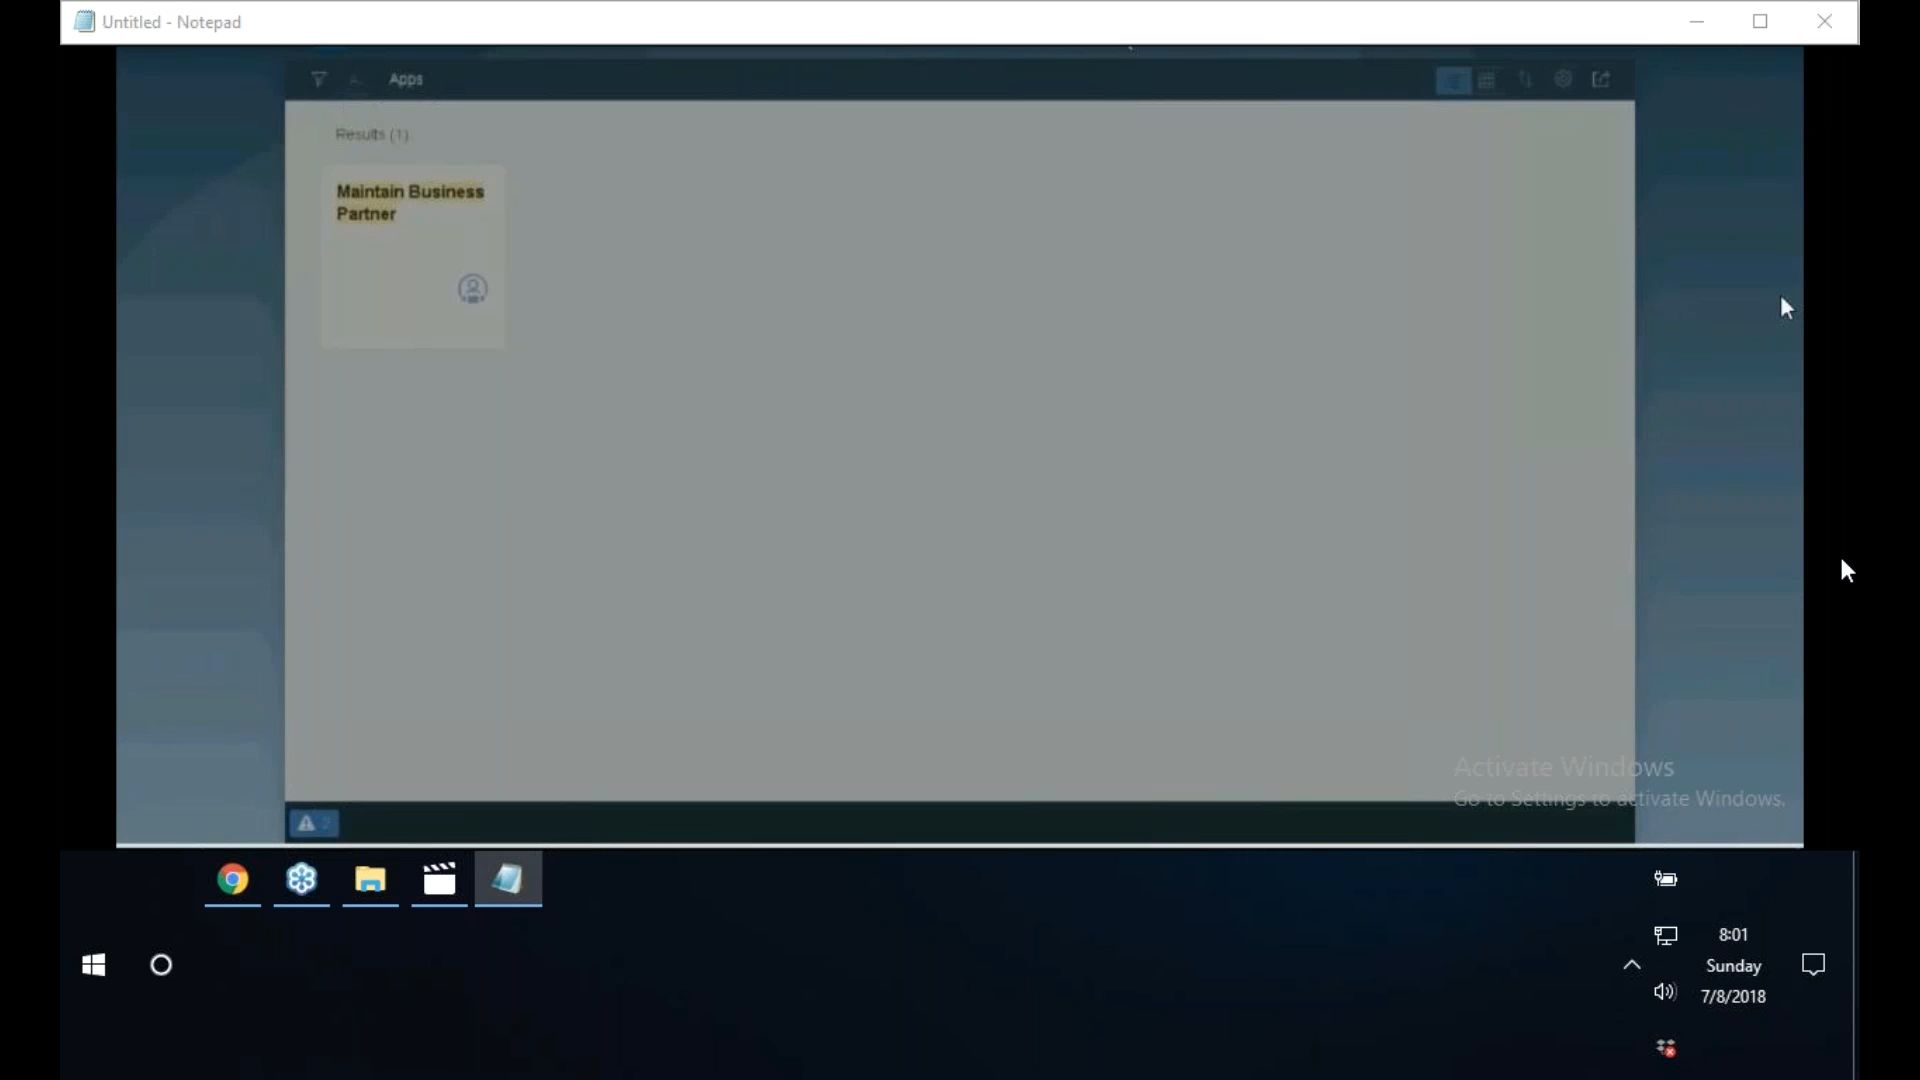 Untitled - Notepad
Apps
Results (1)
Maintain Business
Partner
Activate Windows
Go to Settings to activate Windows.
8:01
Sunday
7/8/2018